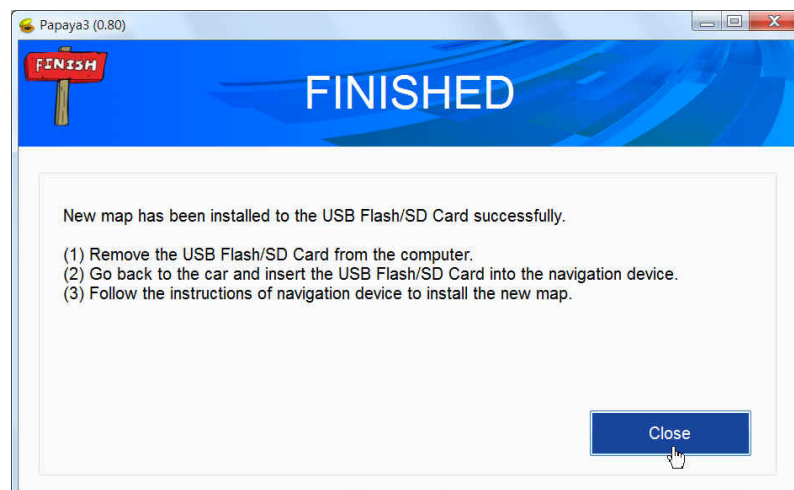 Papaya3 (0.80)
FINISH
FINISHED
New map has been installed to the USB Flash/SD Card successfully.
(1) Remove the USB Flash/SD Card from the computer.
(2) Go back to the car and insert the USB Flash/SD Card into the navigation device.
(3) Follow the instructions of navigation device to install the new map.
Close